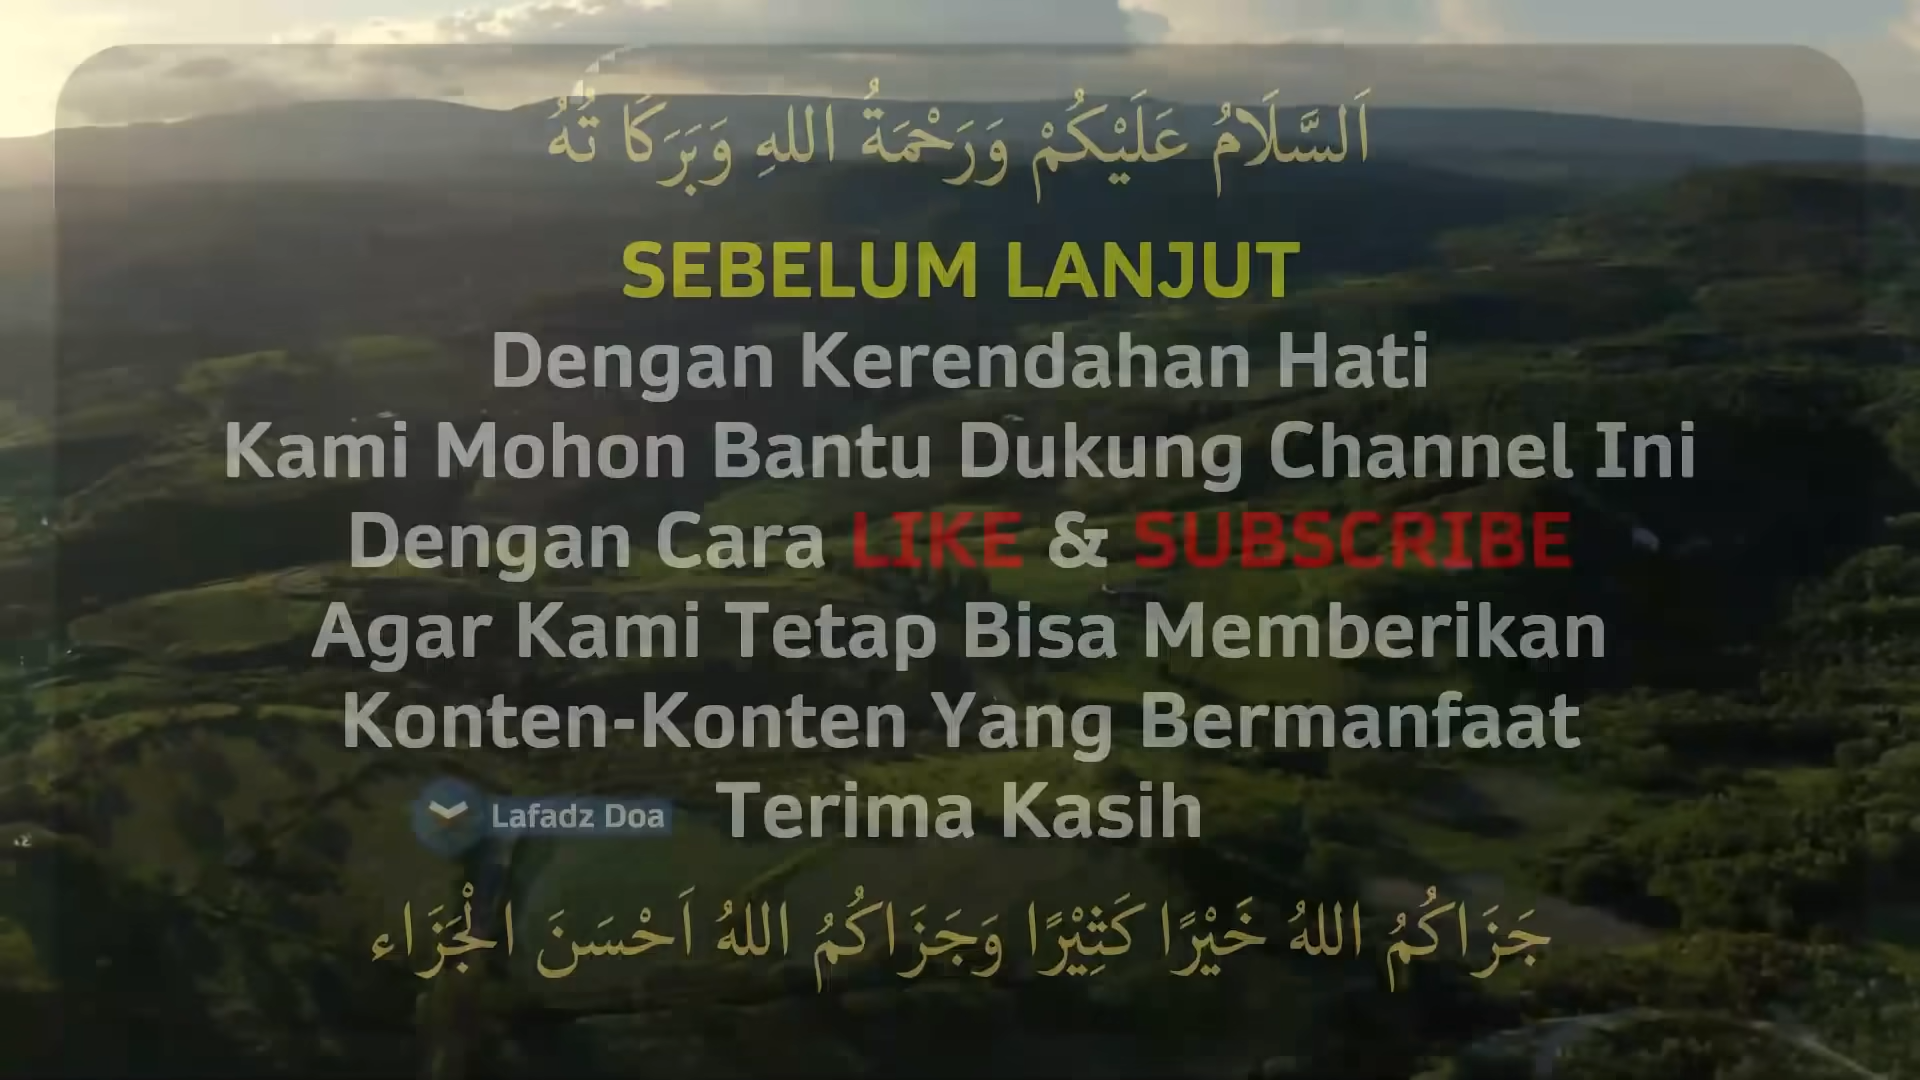 اَلسَّلَامُ عَلَيْكُمْ وَرَحْمَةُ اللهِ وَبَرَكَا تُهُ
SEBELUM LANJUT
Dengan Kerendahan Hati
Kami Mohon Bantu Dukung Channel Ini
Dengan Cara LIKE & SUBSCRIBE
Agar Kami Tetap Bisa Memberikan
Konten-Konten Yang Bermanfaat
Terima Kasih
Lafadz Doa
جَزَاكُمُ اللهُ خَيْرًا كَثِيْرًا وَجَزَاكُمُ اللهُ اَحْسَنَ الْجَزَاء